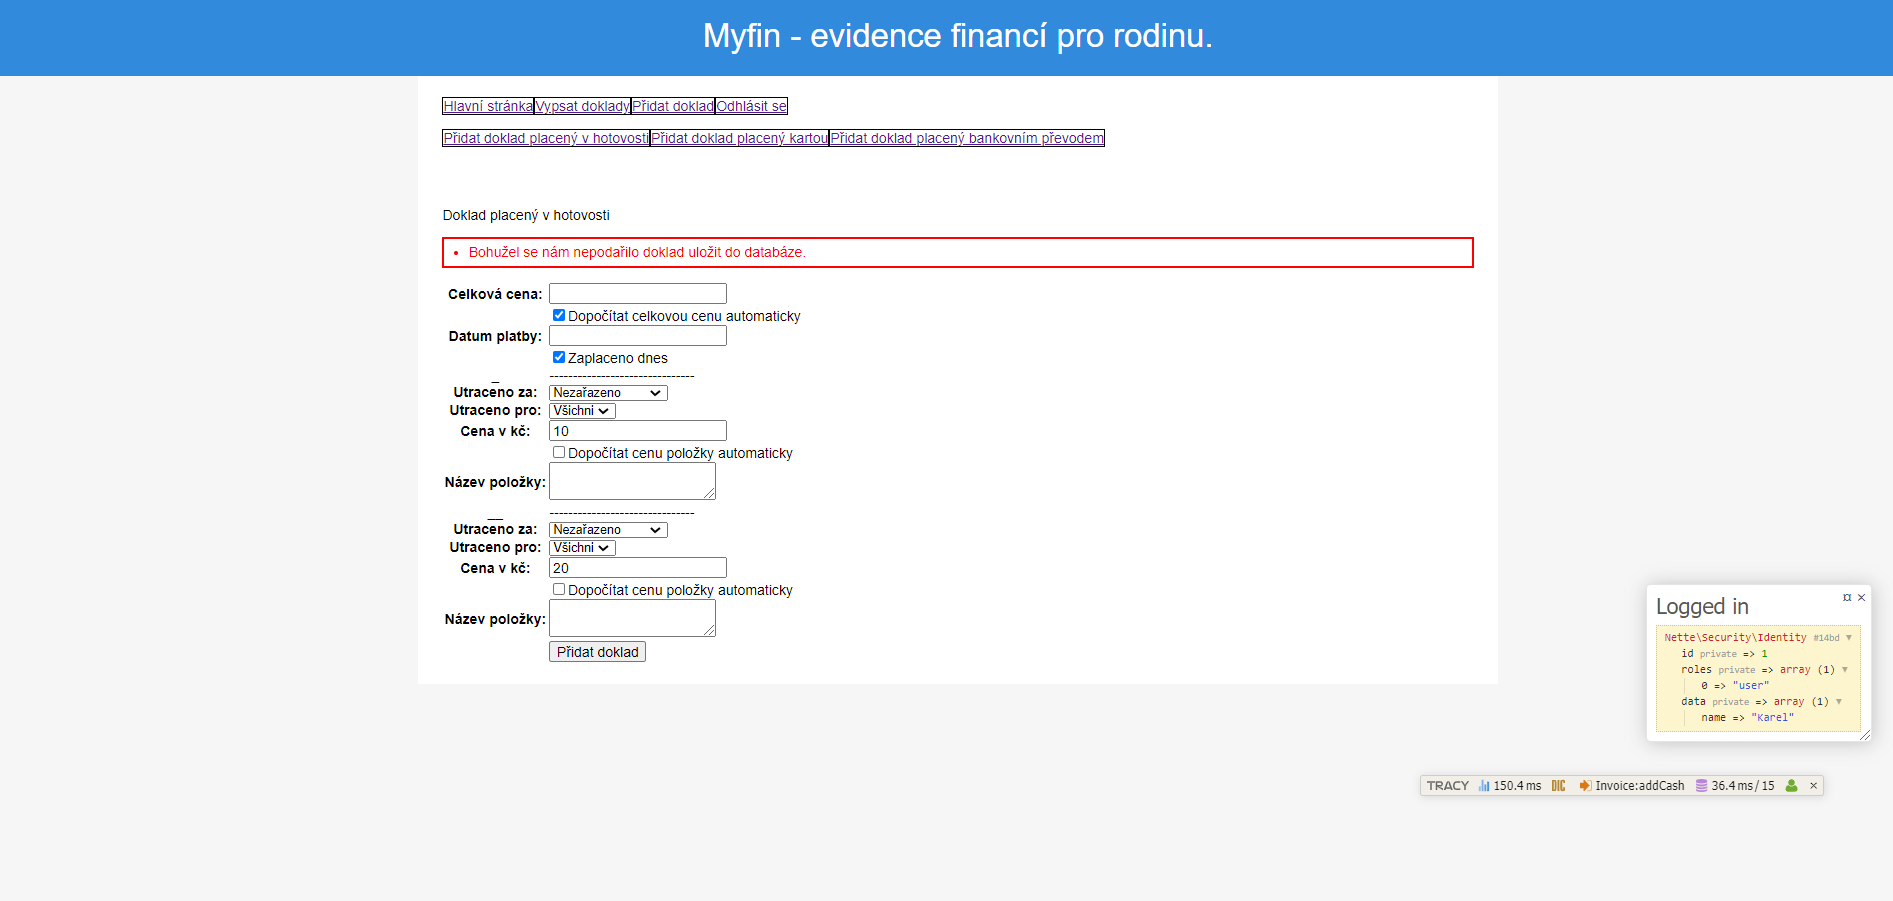 Myfin - evidence financí pro rodinu.
Hlavní stránka Vypsat doklady Přidat doklad Odhlásit se
Přidat doklad placený v hotovosti Přidat doklad placený kartou Přidat doklad placený bankovním převodem
Doklad placený v hotovosti
• Bohužel se nám nepodařilo doklad uložit do databáze.
Celková cena:
Dopočítat celkovou cenu automaticky
Datum platby:
Zaplaceno dnes
_ -------------------------------
Utraceno za: Nezařazeno
Utraceno pro: Všichni
Cena v kč: 10
Dopočítat cenu položky automaticky
Název položky:
__ -------------------------------
Utraceno za: Nezařazeno
Utraceno pro: Všichni
Cena v kč: 20
Dopočítat cenu položky automaticky
Název položky:
Přidat doklad
Logged in
Nette\Security\Identity #14bd
id private => 1
roles private => array (1)
0 => "user"
data private => array (1)
name => "Karel"
TRACY 150.4 ms DIC Invoice:addCash 36.4 ms / 15